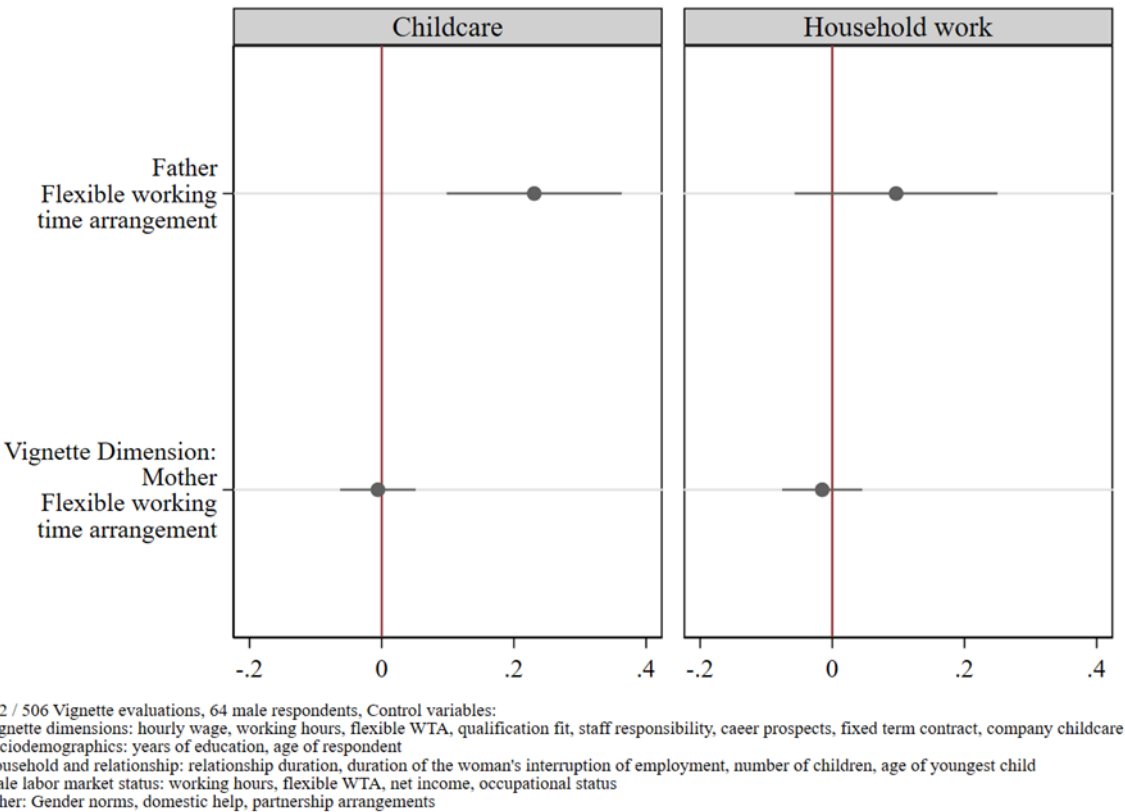 Childcare
Household work
Father
Flexible working
time arrangement
Vignette Dimension:
Mother
Flexible working
time arrangement
-.2 0 .2 .4
-.2 0 .2 .4
2 / 506 Vignette evaluations, 64 male respondents, Control variables:
dimensions: hourly wage, working hours, flexible WTA, qualification fit, staff responsibility, caeer prospects, fixed term contract, company childcare
ciodemographics: years of education, age of respondent
and relationship: relationship duration, duration of the woman's interruption of employment, number of children, age of youngest child
labor market status: working hours, flexible WTA, net income, occupational status
her: Gender norms, domestic help, partnership arrangements